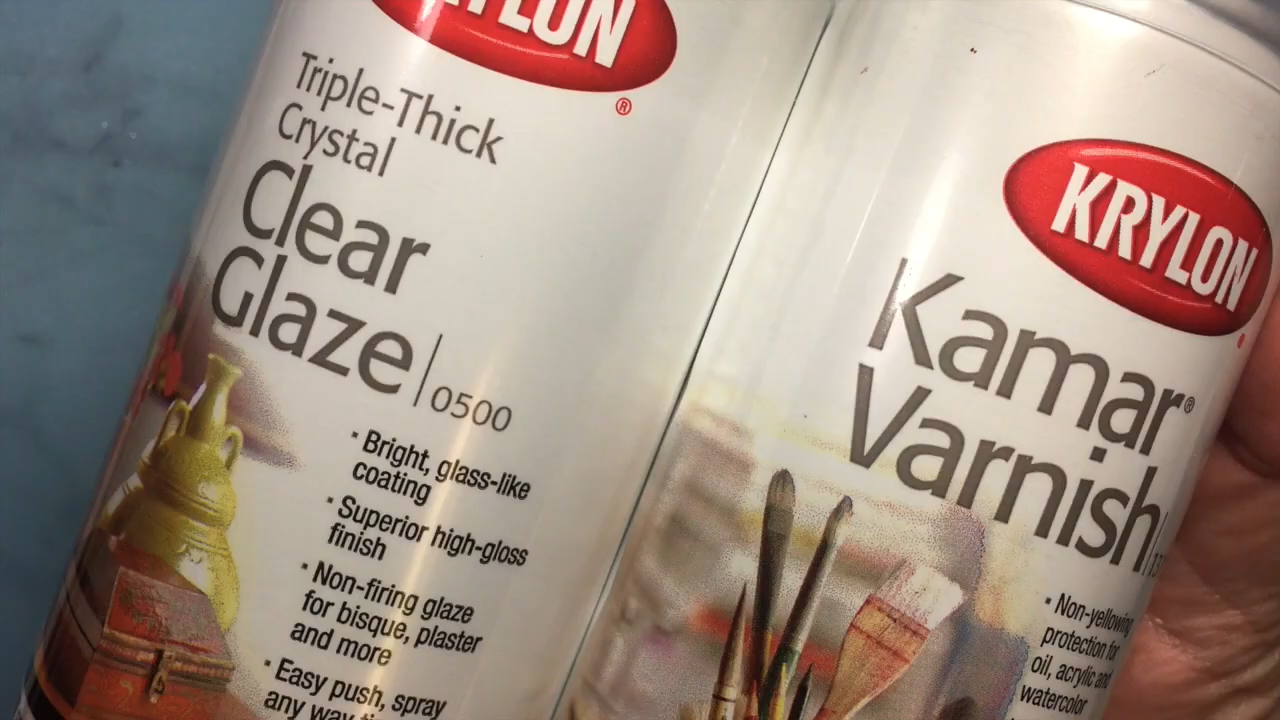 KRYLON
®
Triple-Thick
Crystal
Clear
Glaze 0500
· Bright, glass-like
coating
· Superior high-gloss
finish
· Non-firing glaze
for bisque, plaster
and more
· Easy push, spray
any way
KRYLON
Kamar®
Varnish
· Non-yellowing
protection for
oil, acrylic and
watercolor